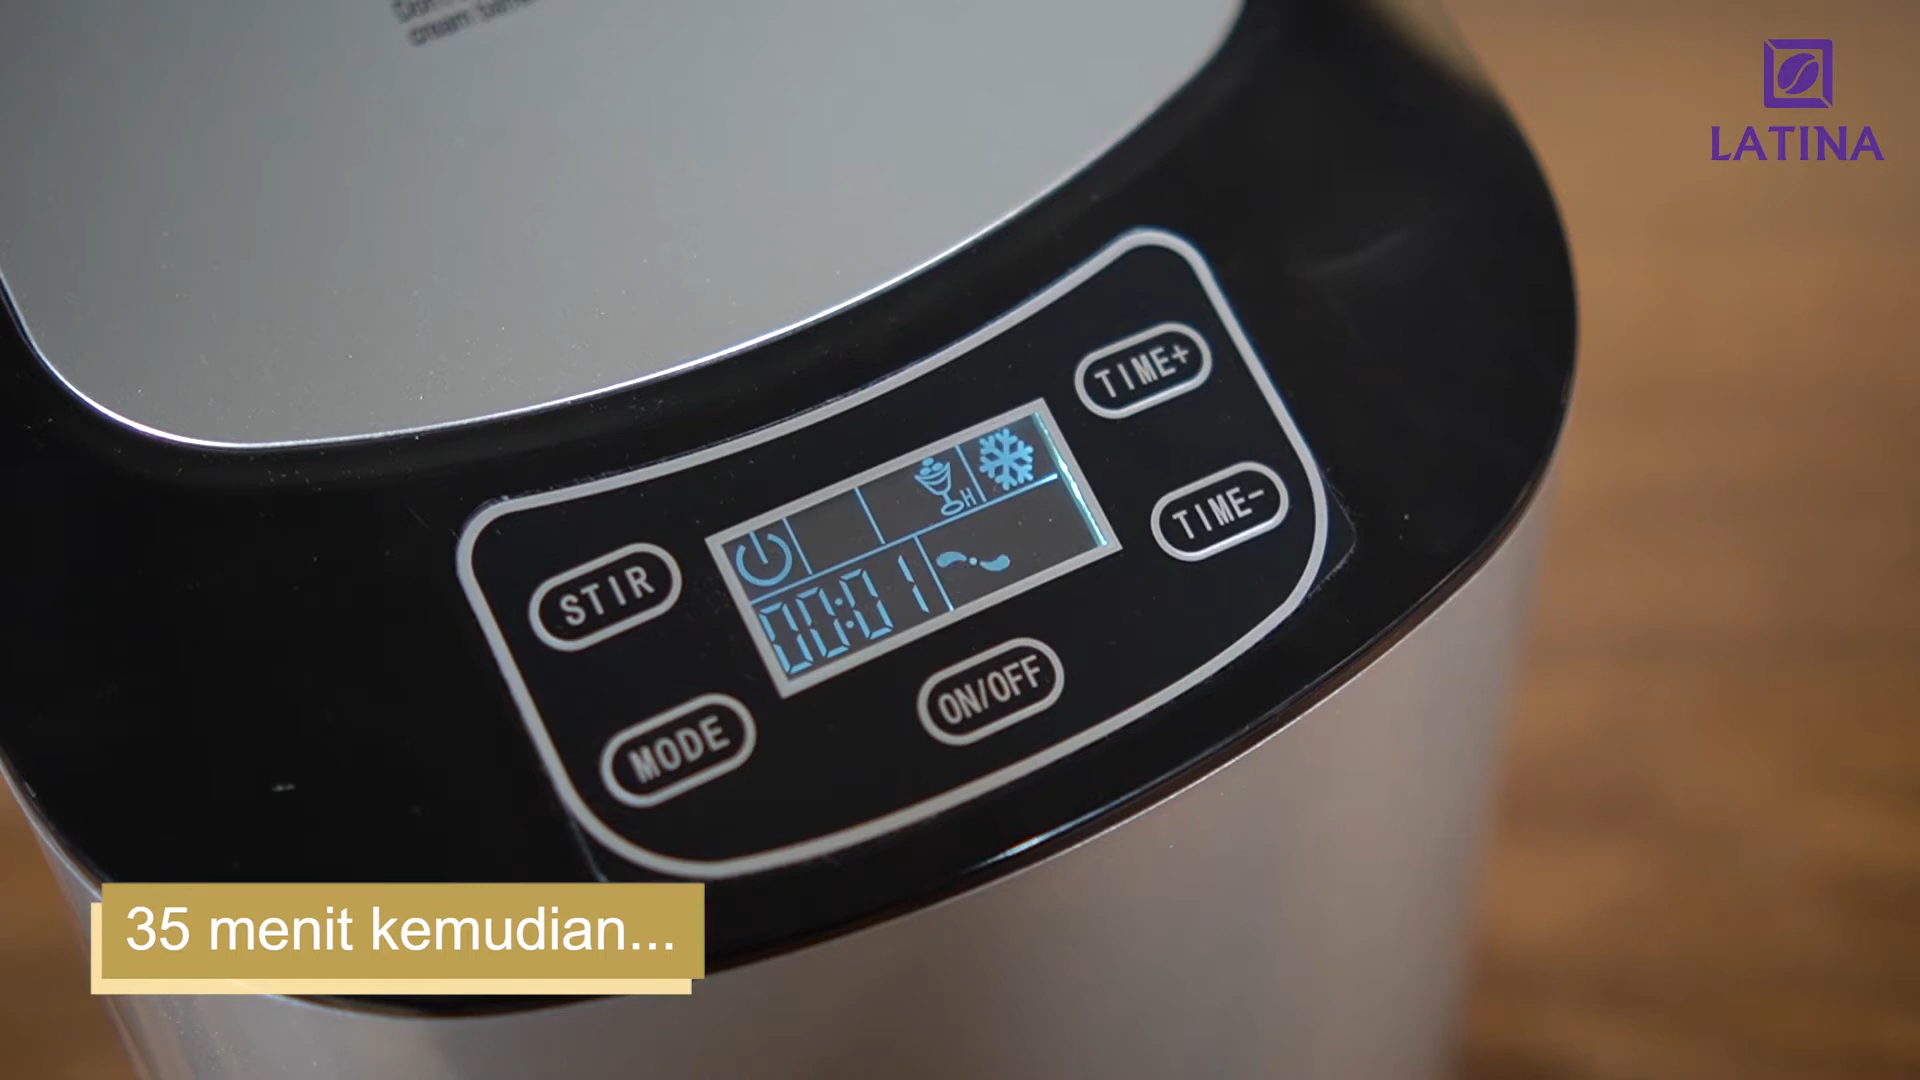 LATINA
TIME+
TIME-
STIR
H
00:01
ON/OFF
MODE
35 menit kemudian...